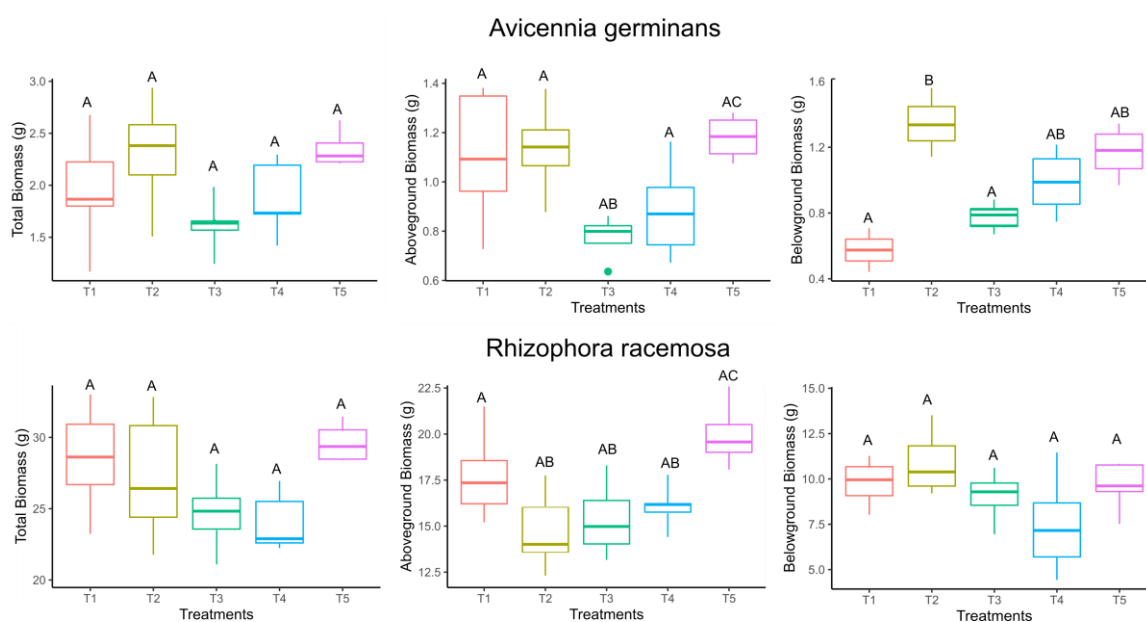 Avicennia germinans
Total Biomass (g)
3.0
2.5
2.0
1.5
A
A
A
A
A
T1 T2 T3 T4 T5
Treatments
Aboveground Biomass (g)
1.4
1.2
1.0
0.8
0.6
A
A
AB
A
AC
T1 T2 T3 T4 T5
Treatments
Belowground Biomass (g)
1.6
1.2
0.8
0.4
A
B
A
AB
AB
T1 T2 T3 T4 T5
Treatments
Rhizophora racemosa
Total Biomass (g)
30
25
20
A
A
A
A
A
T1 T2 T3 T4 T5
Treatments
Aboveground Biomass (g)
22.5
20.0
17.5
15.0
12.5
A
AB
AB
AB
AC
T1 T2 T3 T4 T5
Treatments
Belowground Biomass (g)
15.0
12.5
10.0
7.5
5.0
A
A
A
A
A
T1 T2 T3 T4 T5
Treatments